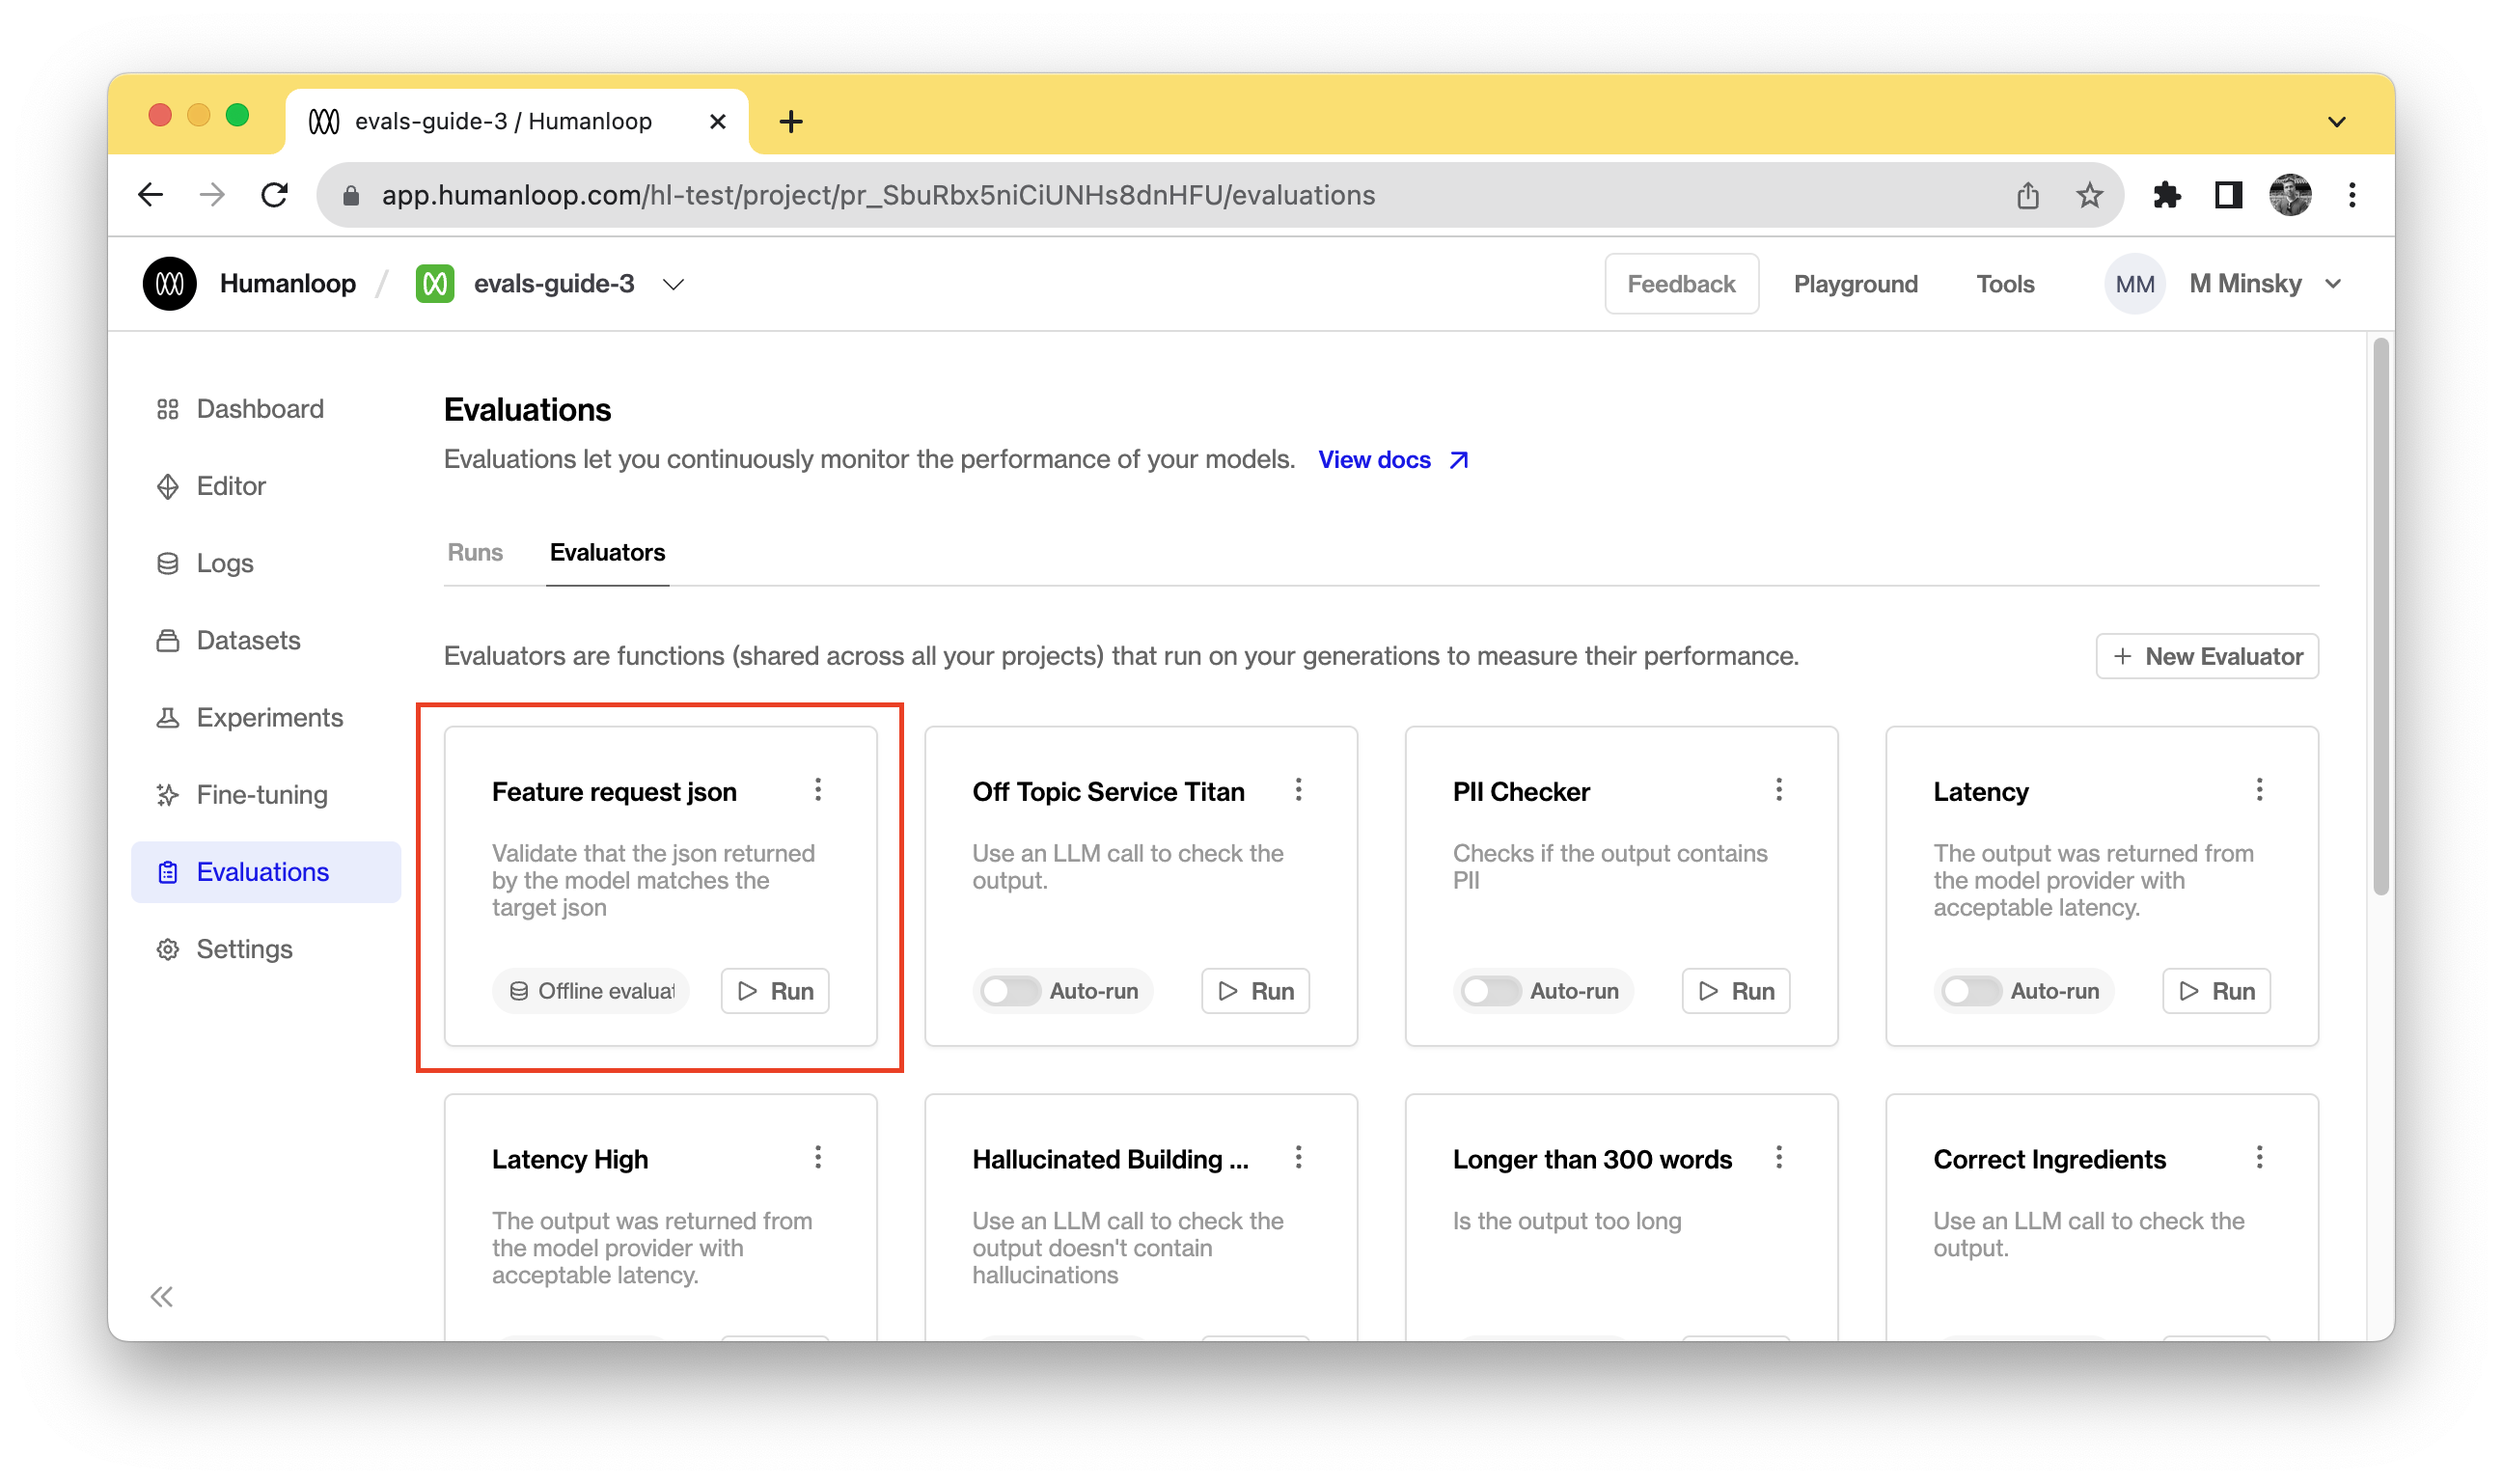 evals-guide-3 / Humanloop
app.humanloop.com/hl-test/project/pr_SbuRbx5niCiUNHs8dnHFU/evaluations
Humanloop / evals-guide-3
Feedback
Playground
Tools
MM
M Minsky
Dashboard
Editor
Logs
Datasets
Experiments
Fine-tuning
Evaluations
Settings
Evaluations
Evaluations let you continuously monitor the performance of your models. View docs
Runs
Evaluators
Evaluators are functions (shared across all your projects) that run on your generations to measure their performance.
New Evaluator
Feature request json
Validate that the json returned
by the model matches the
target json
Offline evaluat
Run
Off Topic Service Titan
Use an LLM call to check the
output.
Auto-run
Run
PII Checker
Checks if the output contains
PII
Auto-run
Run
Latency
The output was returned from
the model provider with
acceptable latency.
Auto-run
Run
Latency High
The output was returned from
the model provider with
acceptable latency.
Hallucinated Building ...
Use an LLM call to check the
output doesn't contain
hallucinations
Longer than 300 words
Is the output too long
Correct Ingredients
Use an LLM call to check the
output.